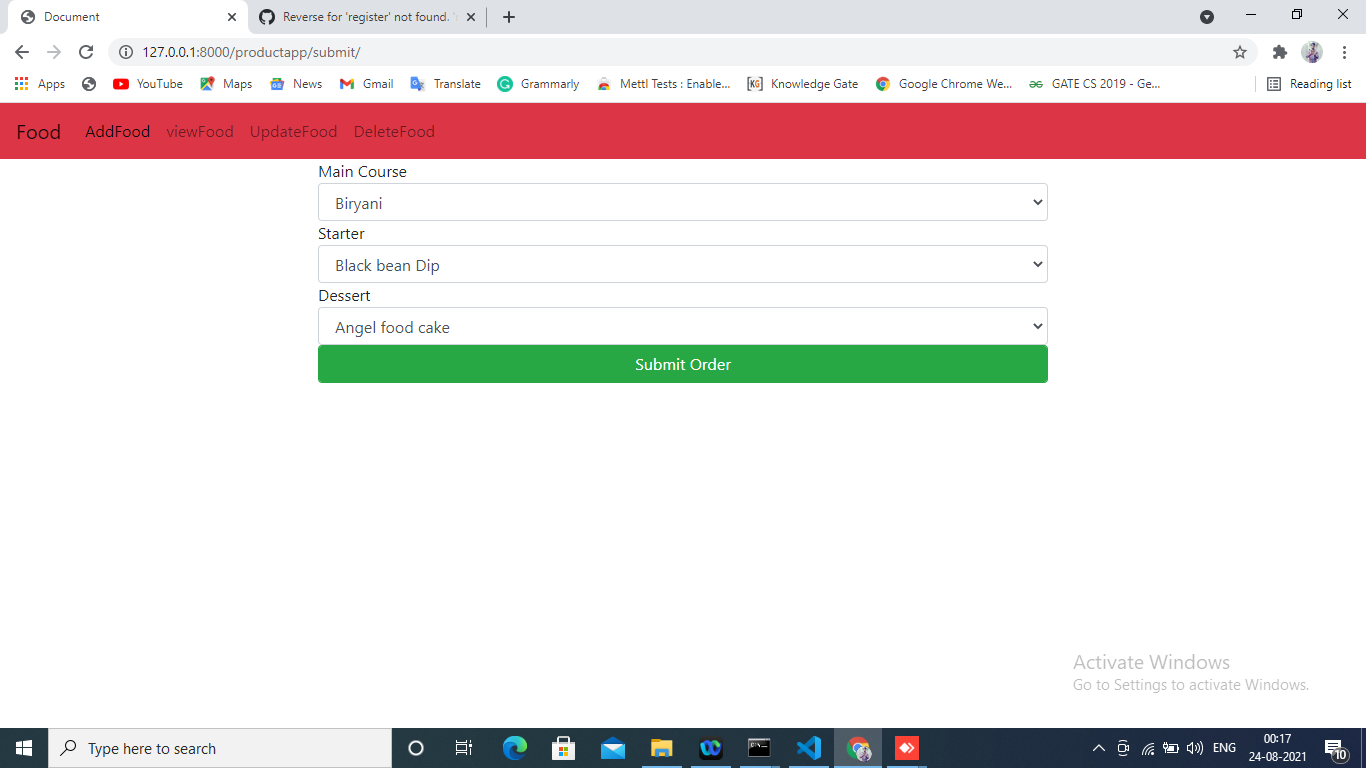 Document
Reverse for 'register' not found.
127.0.0.1:8000/productapp/submit/
Apps
YouTube
Maps
News
Gmail
Translate
Grammarly
Mettl Tests : Enable...
KG
Knowledge Gate
Google Chrome We...
GATE CS 2019 - Ge...
Reading list
Food AddFood viewFood UpdateFood DeleteFood
Main Course
Biryani
Starter
Black bean Dip
Dessert
Angel food cake
Submit Order
Activate Windows
Go to Settings to activate Windows.
Type here to search
ENG
00:17
24-08-2021
10